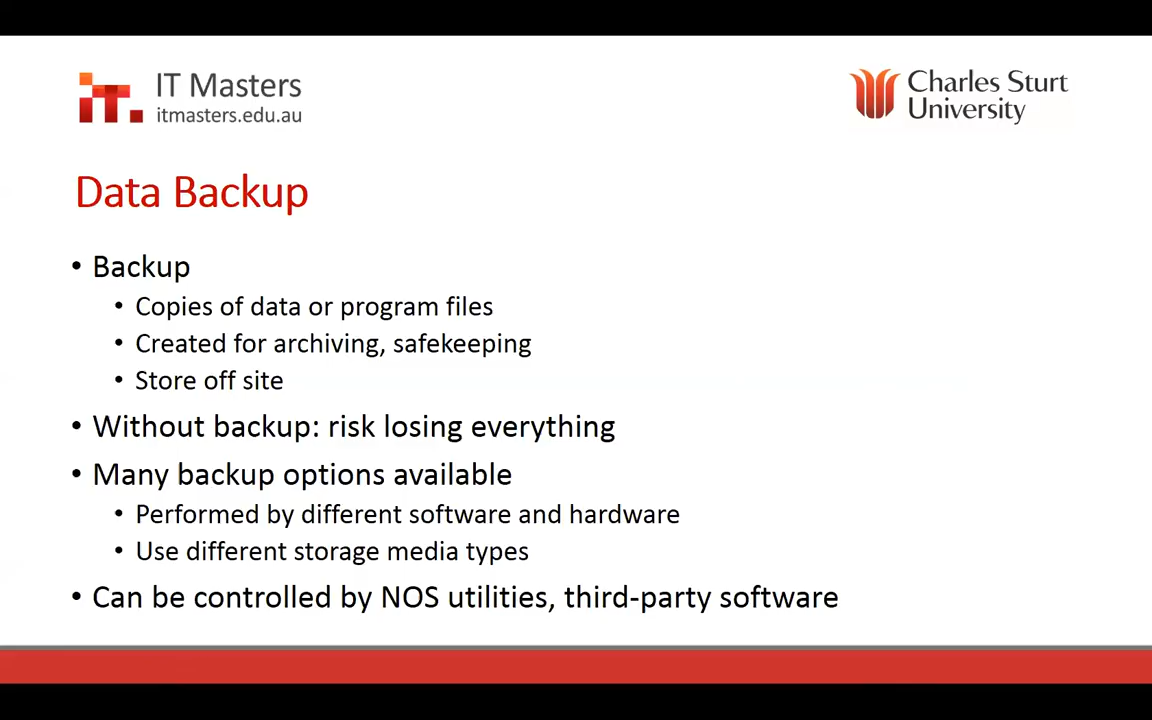 IT Masters
itmasters.edu.au
Charles Sturt
University
Data Backup
• Backup
• Copies of data or program files
• Created for archiving, safekeeping
• Store off site
• Without backup: risk losing everything
• Many backup options available
• Performed by different software and hardware
• Use different storage media types
• Can be controlled by NOS utilities, third-party software